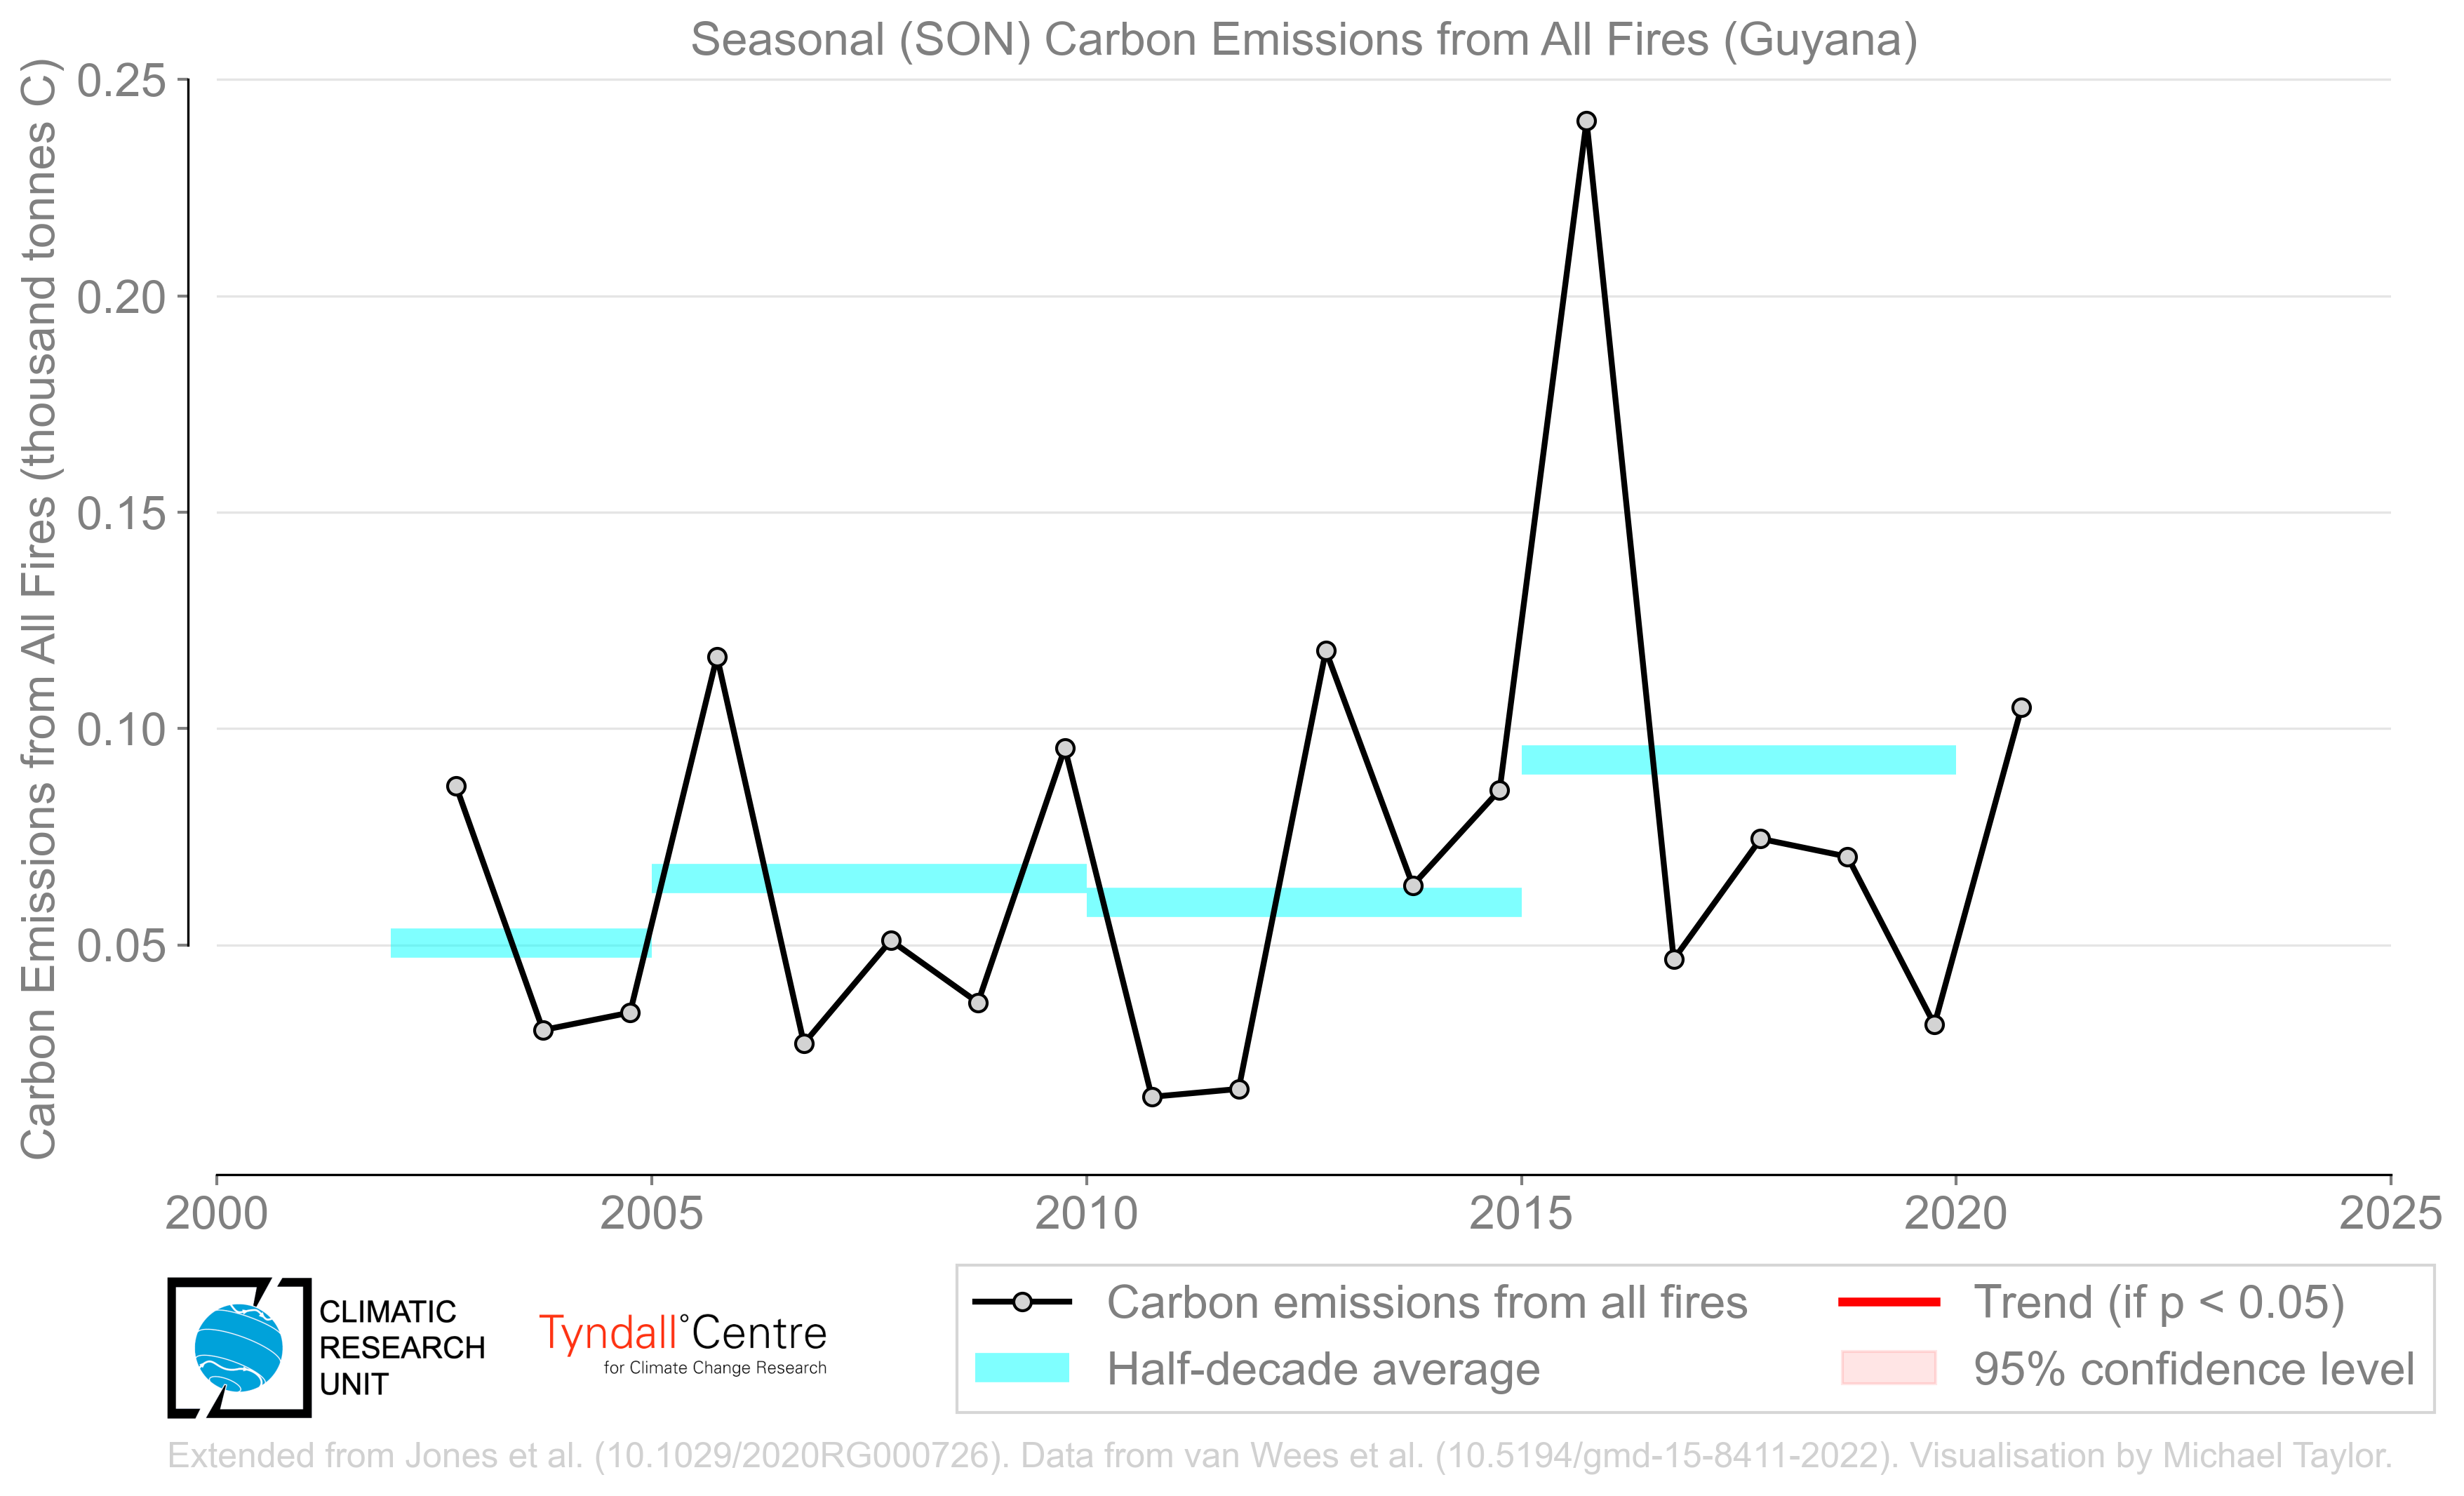 Seasonal (SON) Carbon Emissions from All Fires (Guyana)
Carbon Emissions from All Fires (thousand tonnes C)
0.25
0.20
0.15
0.10
0.05
2000 2005 2010 2015 2020 2025
CLIMATIC
RESEARCH
UNIT
Tyndall°Centre
for Climate Change Research
Carbon emissions from all fires
Half-decade average
Trend (if p < 0.05)
95% confidence level
Extended from Jones et al. (10.1029/2020RG000726). Data from van Wees et al. (10.5194/gmd-15-8411-2022). Visualisation by Michael Taylor.